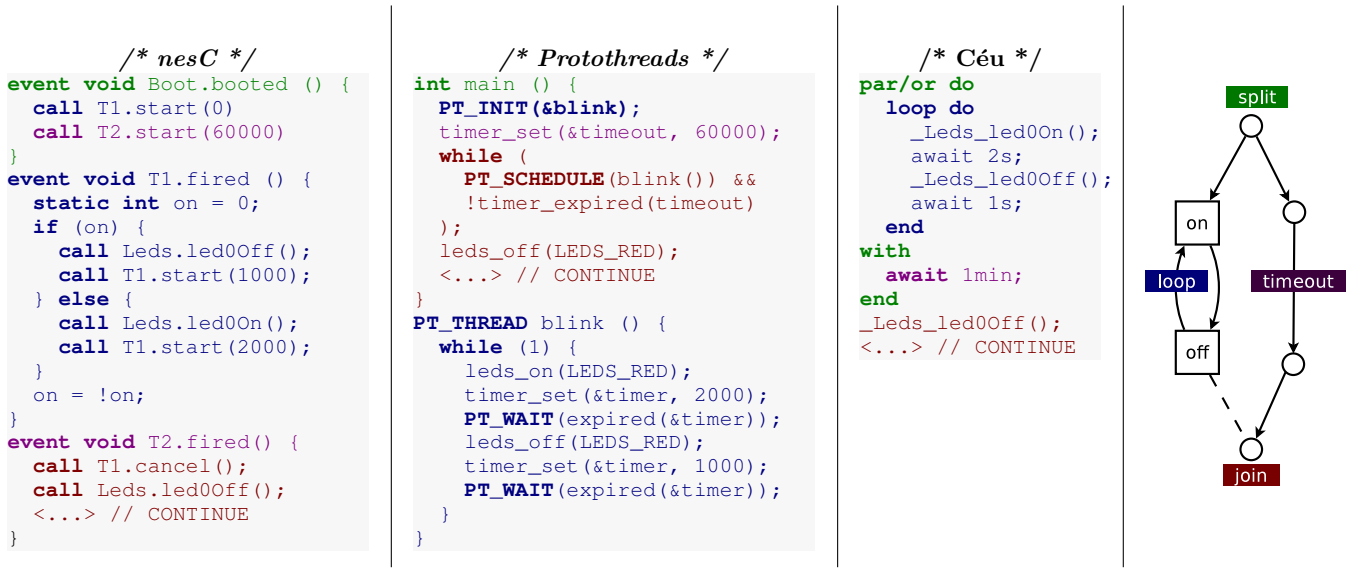 /* nesC */
event void Boot.booted () {
  call T1.start(0)
  call T2.start(60000)
}
event void T1.fired () {
  static int on = 0;
  if (on) {
    call Leds.led0Off();
    call T1.start(1000);
  } else {
    call Leds.led0On();
    call T1.start(2000);
  }
  on = !on;
}
event void T2.fired() {
  call T1.cancel();
  call Leds.led0Off();
  <...> // CONTINUE
}
/* Protothreads */
int main () {
  PT_INIT(&blink);
  timer_set(&timeout, 60000);
  while (
    PT_SCHEDULE(blink()) &&
    !timer_expired(timeout)
  );
  leds_off(LEDS_RED);
  <...> // CONTINUE
}
PT_THREAD blink () {
  while (1) {
    leds_on(LEDS_RED);
    timer_set(&timer, 2000);
    PT_WAIT(expired(&timer));
    leds_off(LEDS_RED);
    timer_set(&timer, 1000);
    PT_WAIT(expired(&timer));
  }
}
/* Céu */
par/or do
  loop do
    _Leds_led0On();
    await 2s;
    _Leds_led0Off();
    await 1s;
  end
with
  await 1min;
end
_Leds_led0Off();
<...> // CONTINUE
split
on
loop
timeout
off
join